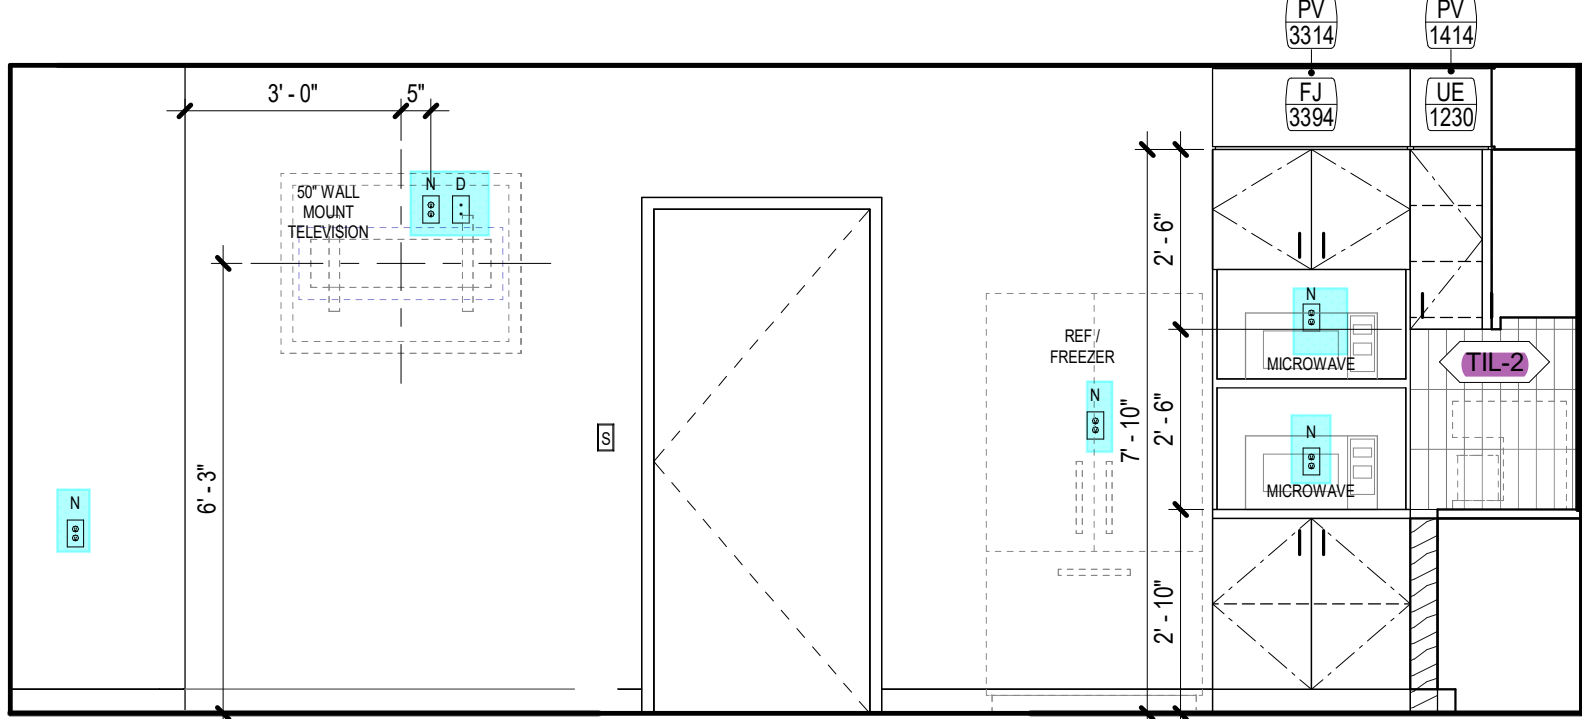 PV
3314
PV
1414
FJ
3394
UE
1230
3' - 0"
5"
50" WALL
MOUNT
TELEVISION
N D
2' - 6"
N
MICROWAVE
REF /
FREEZER
TIL-2
N
7' - 10"
2' - 6"
S
N
MICROWAVE
6' - 3"
N
2' - 10"